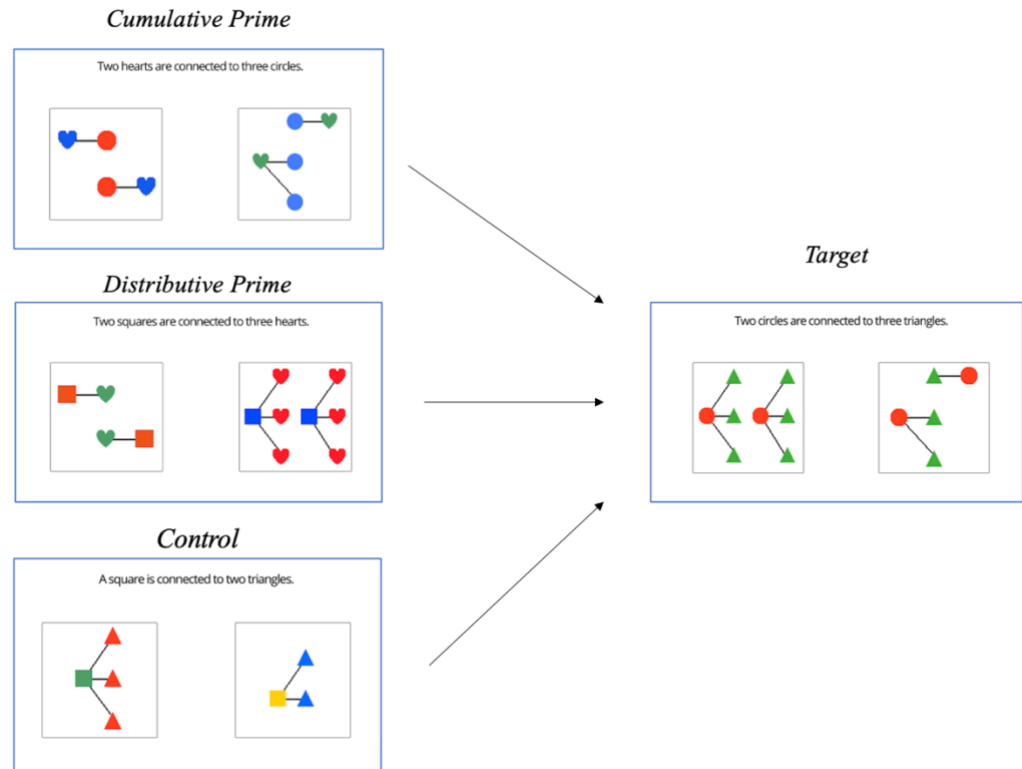 Cumulative Prime
Two hearts are connected to three circles.
Distributive Prime
Two squares are connected to three hearts.
Control
A square is connected to two triangles.
Target
Two circles are connected to three triangles.